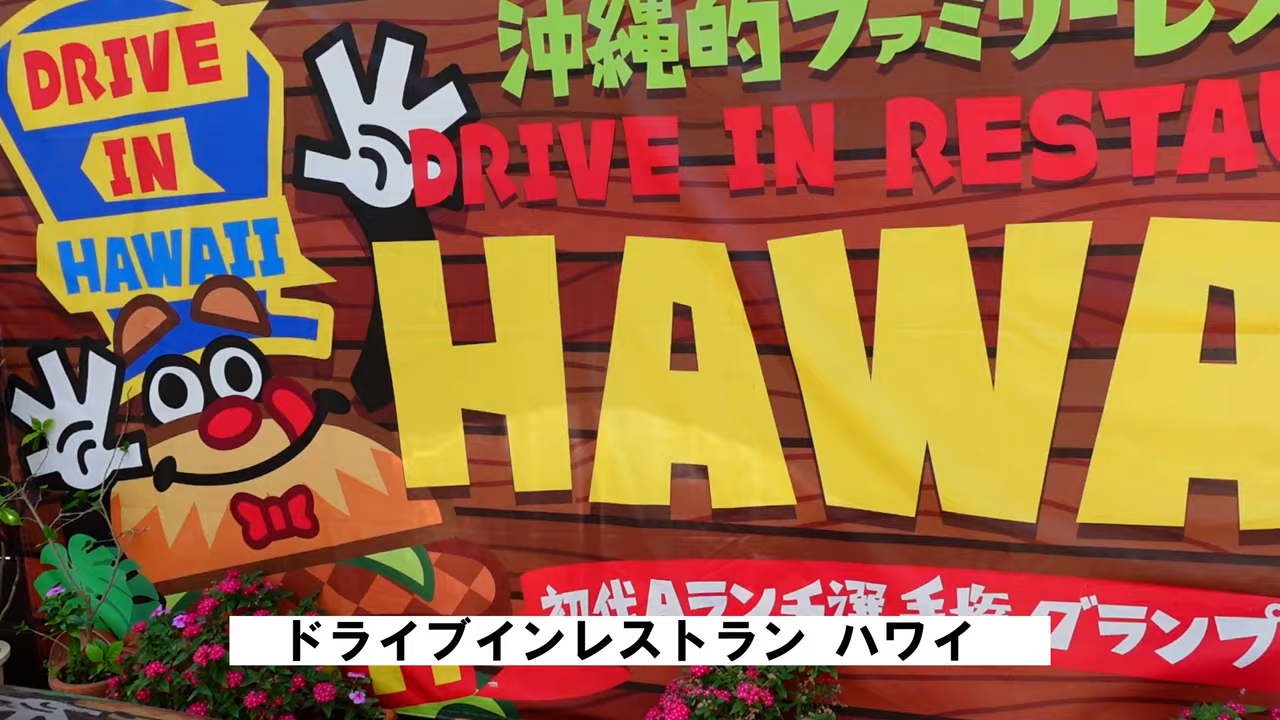 DRIVE
IN
HAWAII
沖縄的ファミリーレス
DRIVE IN RESTAU
HAWA
初代Aランチ選手権 グランプ
ドライブインレストラン ハワイ